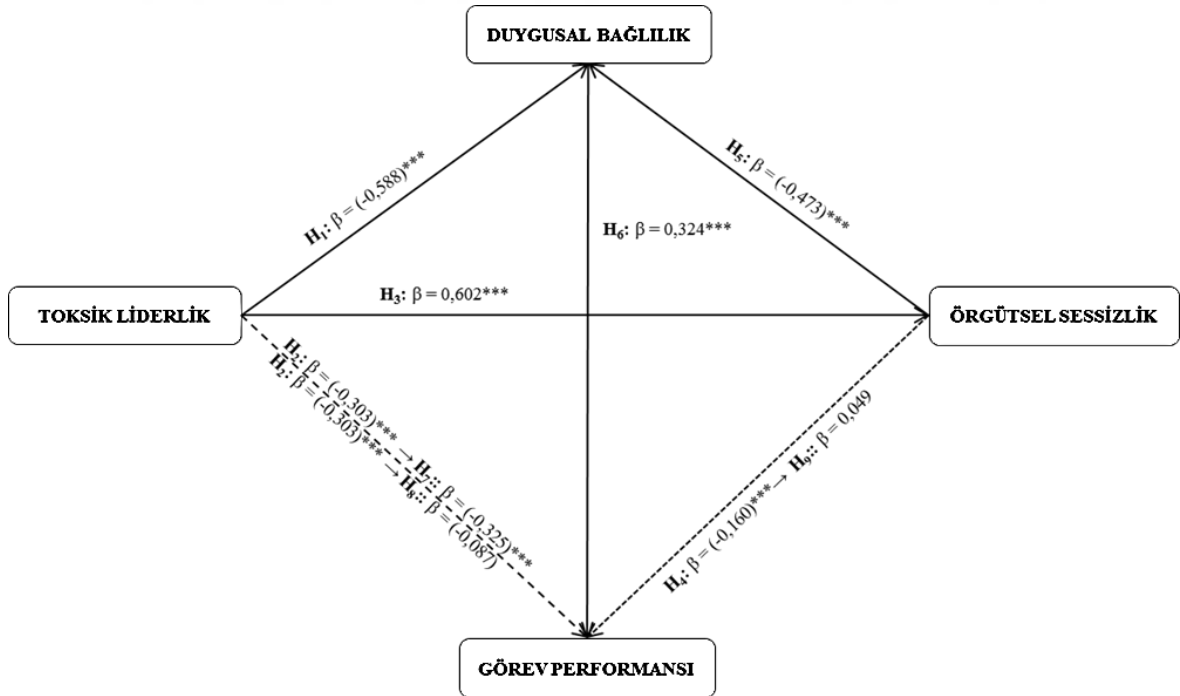 DUYGUSAL BAĞLILIK
H₁: β = (-0,588)***
H₅: β = (-0,473)***
H₆: β = 0,324***
H₃: β = 0,602***
TOKSİK LİDERLİK
ÖRGÜTSEL SESSİZLİK
H₂: β = (-0,303)*** → H₇:: β = (-0,325)***
H₂: β = (-0,303)*** → H₈:: β = (-0,087)
H₄: β = (-0,160)*** → H₉:: β = 0,049
GÖREV PERFORMANSI